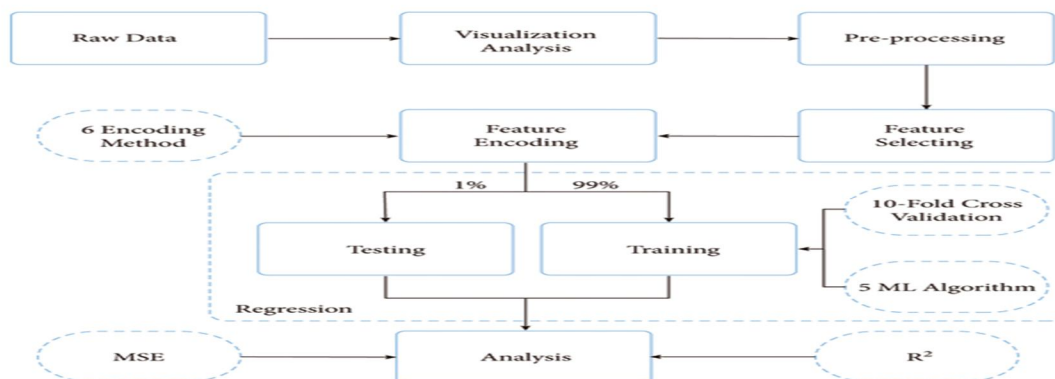 Raw Data
Visualization
Analysis
Pre-processing
6 Encoding
Method
Feature
Encoding
Feature
Selecting
1%
99%
10-Fold Cross
Validation
Testing
Training
5 ML Algorithm
Regression
MSE
Analysis
R²